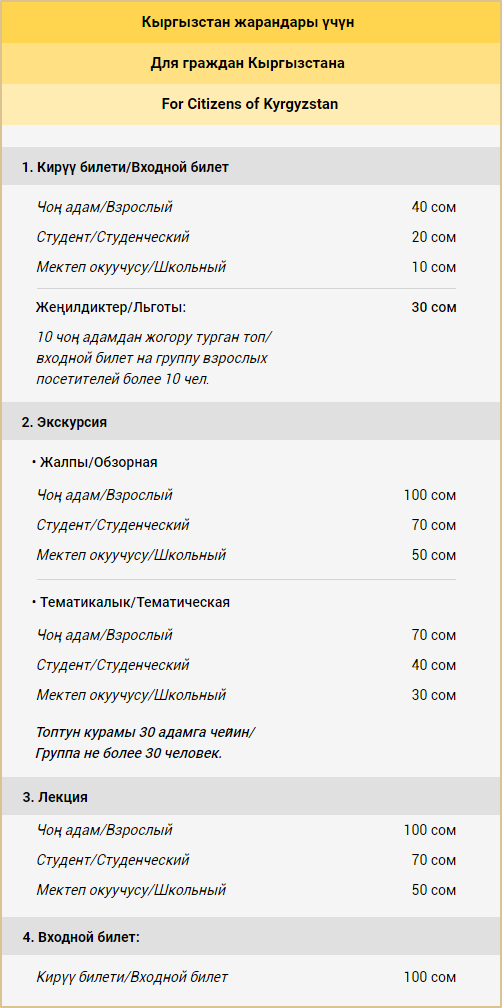 Кыргызстан жарандары үчүн
Для граждан Кыргызстана
For Citizens of Kyrgyzstan
1. Кирүү билети/Входной билет
Чоң адам/Взрослый 40 сом
Студент/Студенческий 20 сом
Мектеп окуучусу/Школьный 10 сом
Жеңилдиктер/Льготы: 30 сом
10 чоң адамдан жогору турган топ/
входной билет на группу взрослых
посетителей более 10 чел.
2. Экскурсия
• Жалпы/Обзорная
Чоң адам/Взрослый 100 сом
Студент/Студенческий 70 сом
Мектеп окуучусу/Школьный 50 сом
• Тематикалык/Тематическая
Чоң адам/Взрослый 70 сом
Студент/Студенческий 40 сом
Мектеп окуучусу/Школьный 30 сом
Топтун курамы 30 адамга чейин/
Группа не более 30 человек.
3. Лекция
Чоң адам/Взрослый 100 сом
Студент/Студенческий 70 сом
Мектеп окуучусу/Школьный 50 сом
4. Входной билет:
Кирүү билети/Входной билет 100 сом